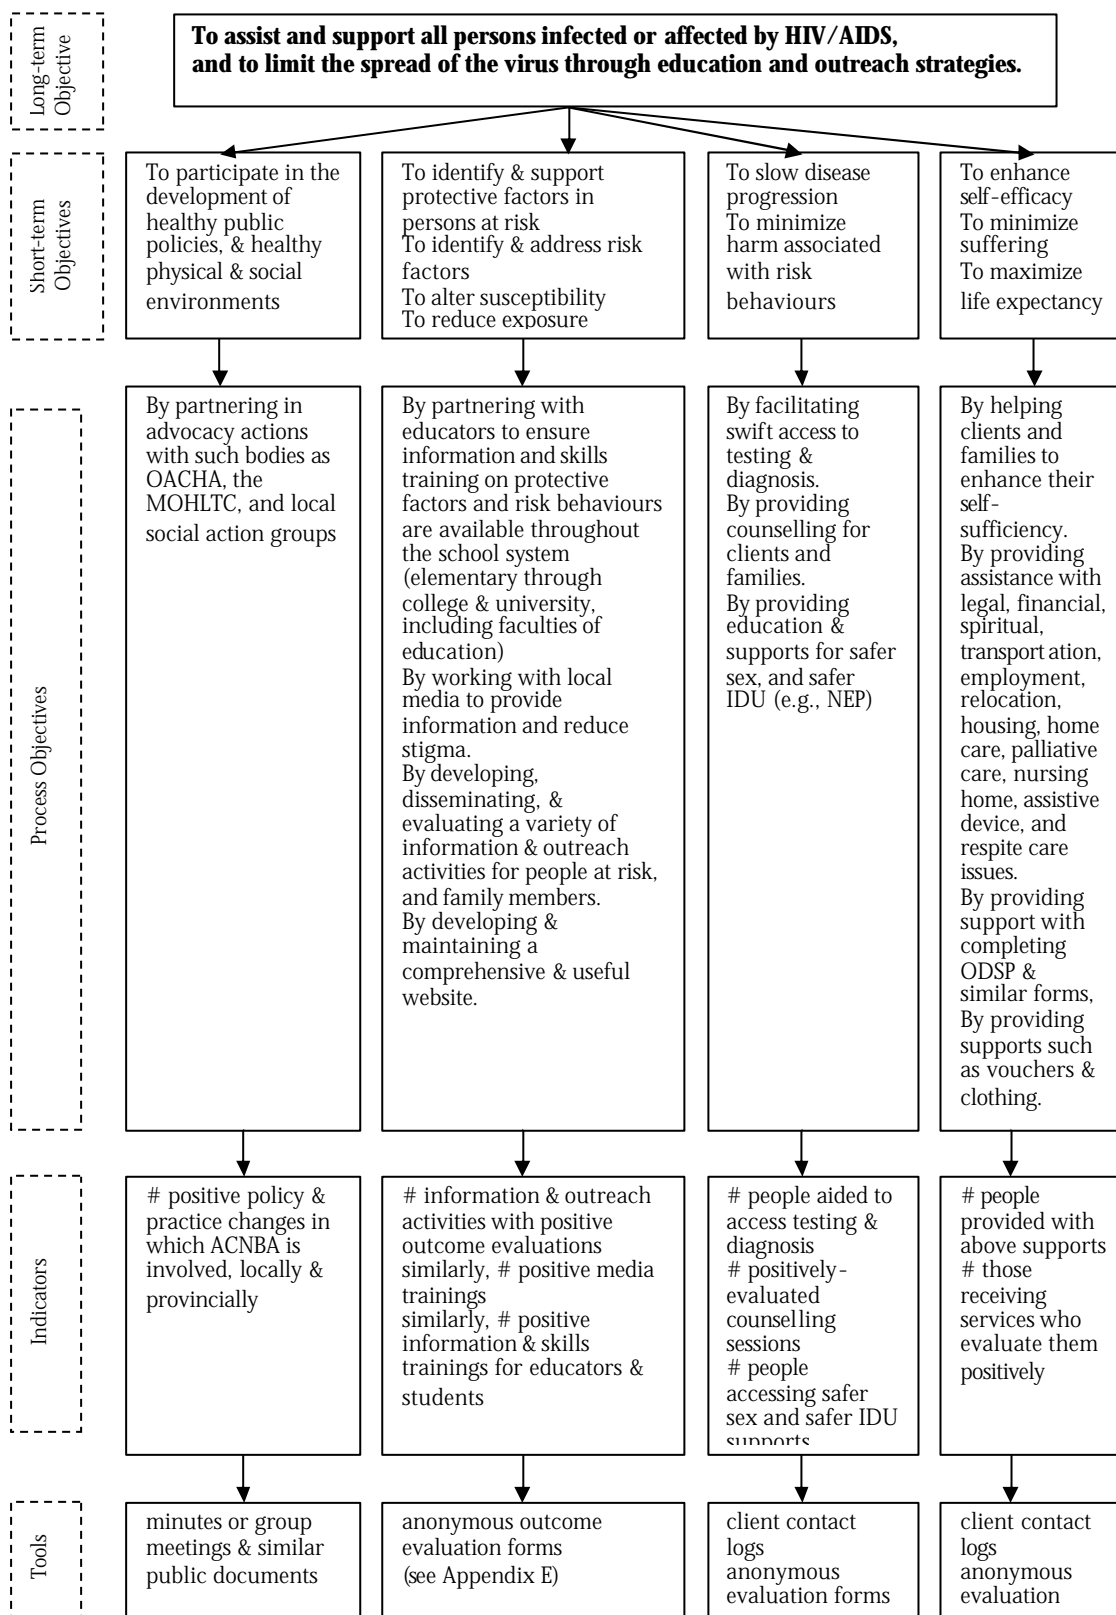 Long-term
Objective
To assist and support all persons infected or affected by HIV/AIDS,
and to limit the spread of the virus through education and outreach strategies.
Short-term
Objectives
To participate in the
development of
healthy public
policies, & healthy
physical & social
environments
To identify & support
protective factors in
persons at risk
To identify & address risk
factors
To alter susceptibility
To reduce exposure
To slow disease
progression
To minimize
harm associated
with risk
behaviours
To enhance
self-efficacy
To minimize
suffering
To maximize
life expectancy
Process Objectives
By partnering in
advocacy actions
with such bodies as
OACHA, the
MOHLTC, and local
social action groups
By partnering with
educators to ensure
information and skills
training on protective
factors and risk behaviours
are available throughout
the school system
(elementary through
college & university,
including faculties of
education)
By working with local
media to provide
information and reduce
stigma.
By developing,
disseminating, &
evaluating a variety of
information & outreach
activities for people at risk,
and family members.
By developing &
maintaining a
comprehensive & useful
website.
By facilitating
swift access to
testing &
diagnosis.
By providing
counselling for
clients and
families.
By providing
education &
supports for safer
sex, and safer
IDU (e.g., NEP)
By helping
clients and
families to
enhance their
self-
sufficiency.
By providing
assistance with
legal, financial,
spiritual,
transportation,
employment,
relocation,
housing, home
care, palliative
care, nursing
home, assistive
device, and
respite care
issues.
By providing
support with
completing
ODSP &
similar forms,
By providing
supports such
as vouchers &
clothing.
Indicators
# positive policy &
practice changes in
which ACNBA is
involved, locally &
provincially
# information & outreach
activities with positive
outcome evaluations
similarly, # positive media
trainings
similarly, # positive
information & skills
trainings for educators &
students
# people aided to
access testing &
diagnosis
# positively-
evaluated
counselling
sessions
# people
accessing safer
sex and safer IDU
supports
# people
provided with
above supports
# those
receiving
services who
evaluate them
positively
Tools
minutes or group
meetings & similar
public documents
anonymous outcome
evaluation forms
(see Appendix E)
client contact
logs
anonymous
evaluation forms
client contact
logs
anonymous
evaluation